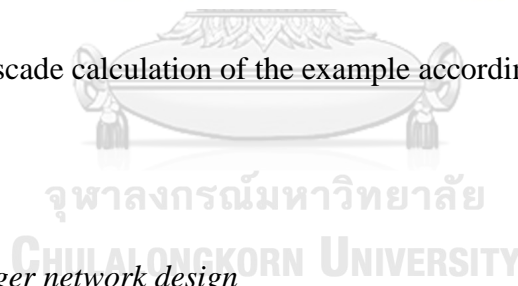 scade calculation of the example accordin
จุฬาลงกรณ์มหาวิทยาลัย
CHULALONGKORN UNIVERSITY
ger network design